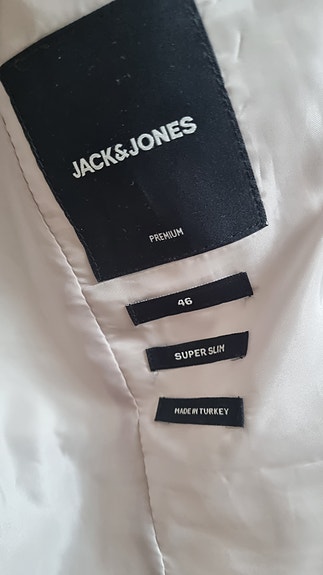 JACK&JONES
PREMIUM
46
SUPER SLIM
MADE IN TURKEY